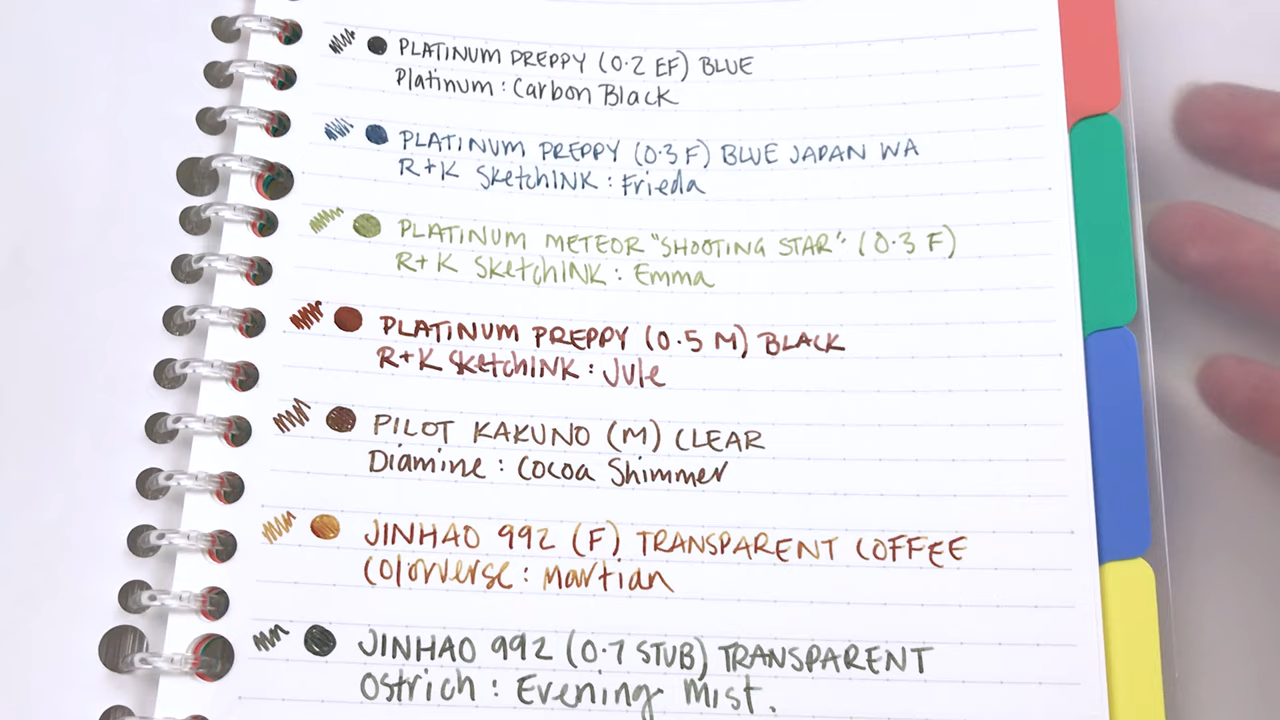 PLATINUM PREPPY (0.2 EF) BLUE
Platinum : Carbon Black
PLATINUM PREPPY (0.3 F) BLUE JAPAN WA
R+K SketchINK : Frieda
PLATINUM METEOR "SHOOTING STAR" (0.3 F)
R+K SketchINK : Emma
PLATINUM PREPPY (0.5 M) BLACK
R+K SketchINK : Jule
PILOT KAKUNO (M) CLEAR
Diamine : Cocoa Shimmer
JINHAO 992 (F) TRANSPARENT COFFEE
Colorverse : Martian
JINHAO 992 (0.7 STUB) TRANSPARENT
Ostrich : Evening Mist.